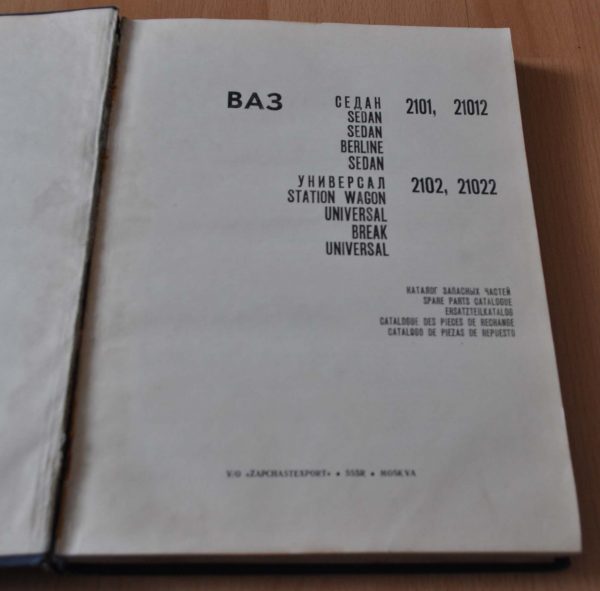 ВАЗ СЕДАН 2101, 21012
SEDAN
SEDAN
BERLINE
SEDAN
УНИВЕРСАЛ 2102, 21022
STATION WAGON
UNIVERSAL
BREAK
UNIVERSAL
КАТАЛОГ ЗАПАСНЫХ ЧАСТЕЙ
SPARE PARTS CATALOGUE
ERSATZTEILKATALOG
CATALOGUE DES PIECES DE RECHANGE
CATALOGO DE PIEZAS DE REPUESTO
V/O «ZAPCHASTEXPORT» ● SSSR ● MOSKVA